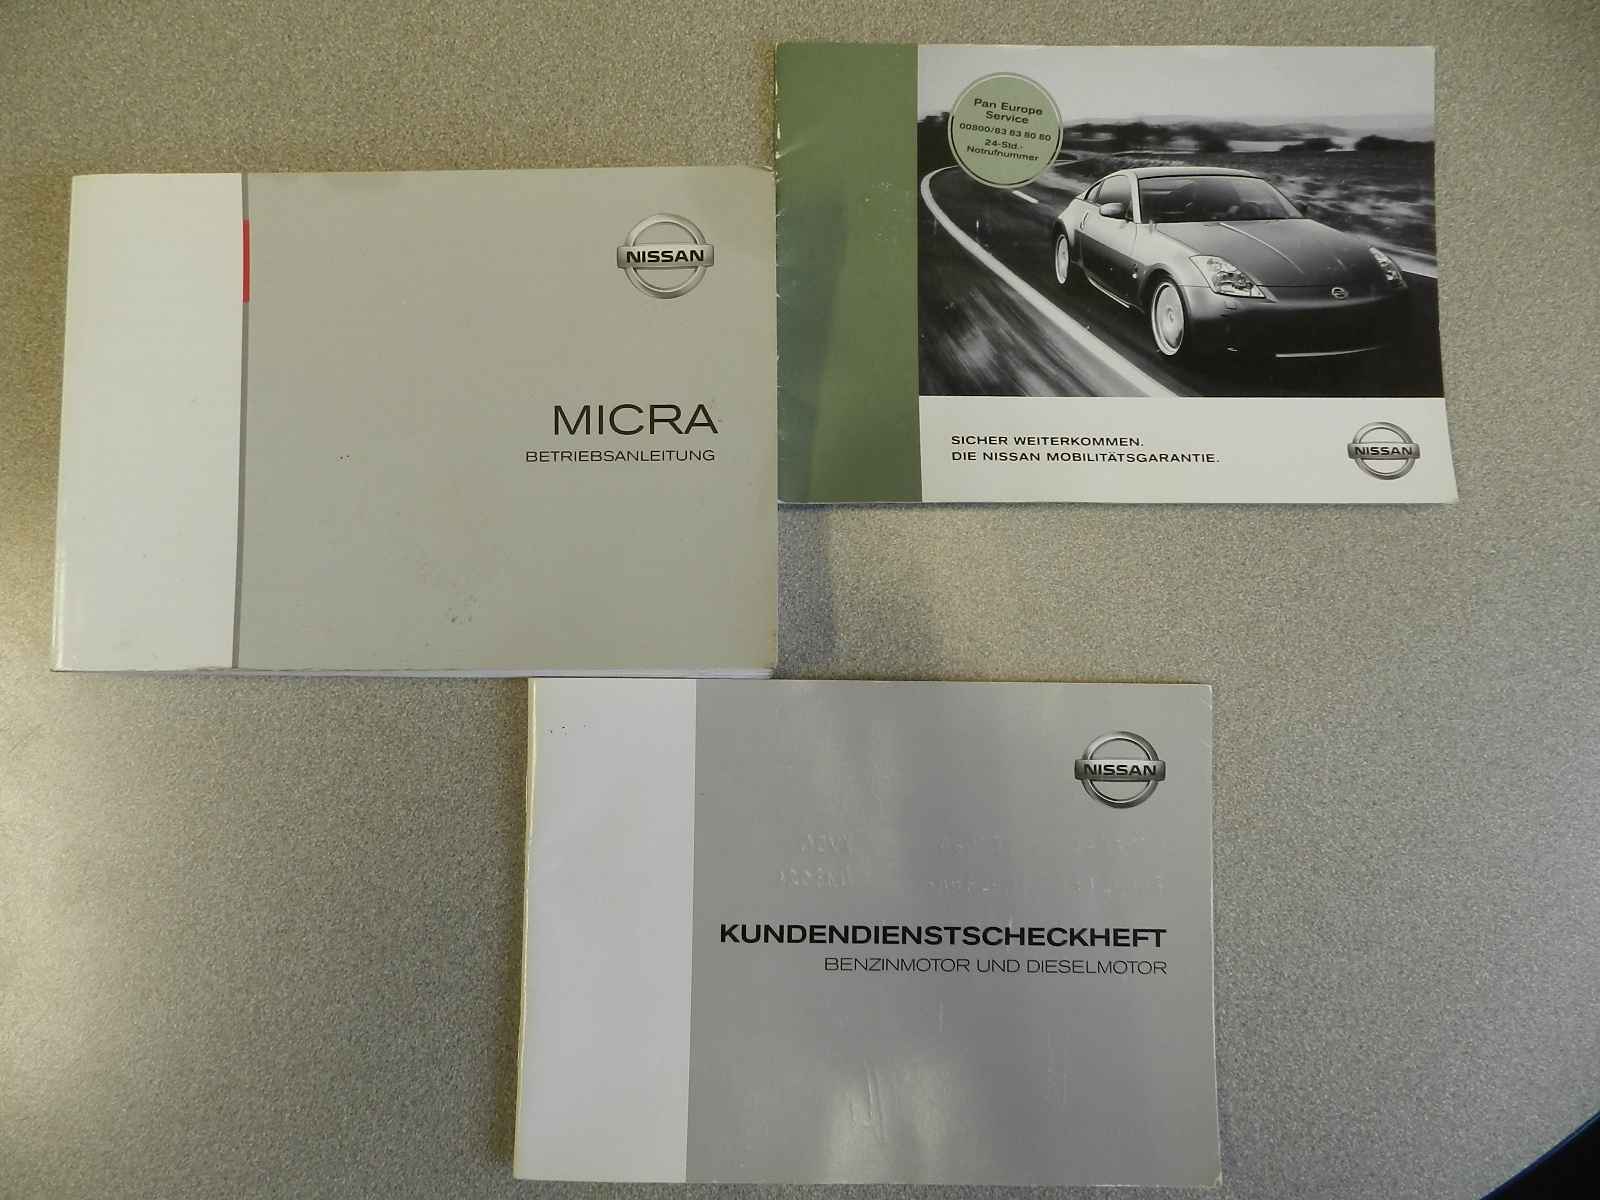 NISSAN
MICRA
BETRIEBSANLEITUNG
Pan Europe
Service
00800/83 83 80 80
24-Std.-
Notrufnummer
SICHER WEITERKOMMEN.
DIE NISSAN MOBILITÄTSGARANTIE.
NISSAN
NISSAN
KUNDENDIENSTSCHECKHEFT
BENZINMOTOR UND DIESELMOTOR